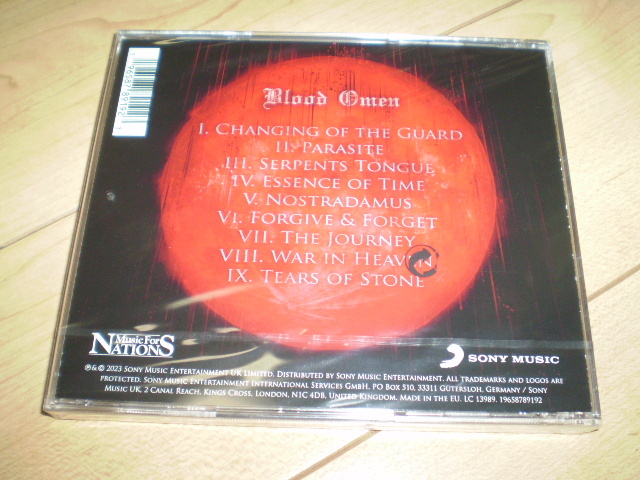 Blood Omen
I. Changing of the Guard
II. Parasite
III. Serpents Tongue
IV. Essence of Time
V. Nostradamus
VI. Forgive & Forget
VII. The Journey
VIII. War in Heaven
IX. Tears of Stone
Music For
Nations
SONY MUSIC
℗ & © 2023 Sony Music Entertainment UK Limited. Distributed by Sony Music Entertainment. All trademarks and logos are
protected. Sony Music Entertainment International Services GmbH, PO Box 510, 33311 Gütersloh, Germany / Sony
Music UK, 2 Canal Reach, Kings Cross, London, N1C 4DB, United Kingdom. Made in the EU. LC 13989. 19658789192